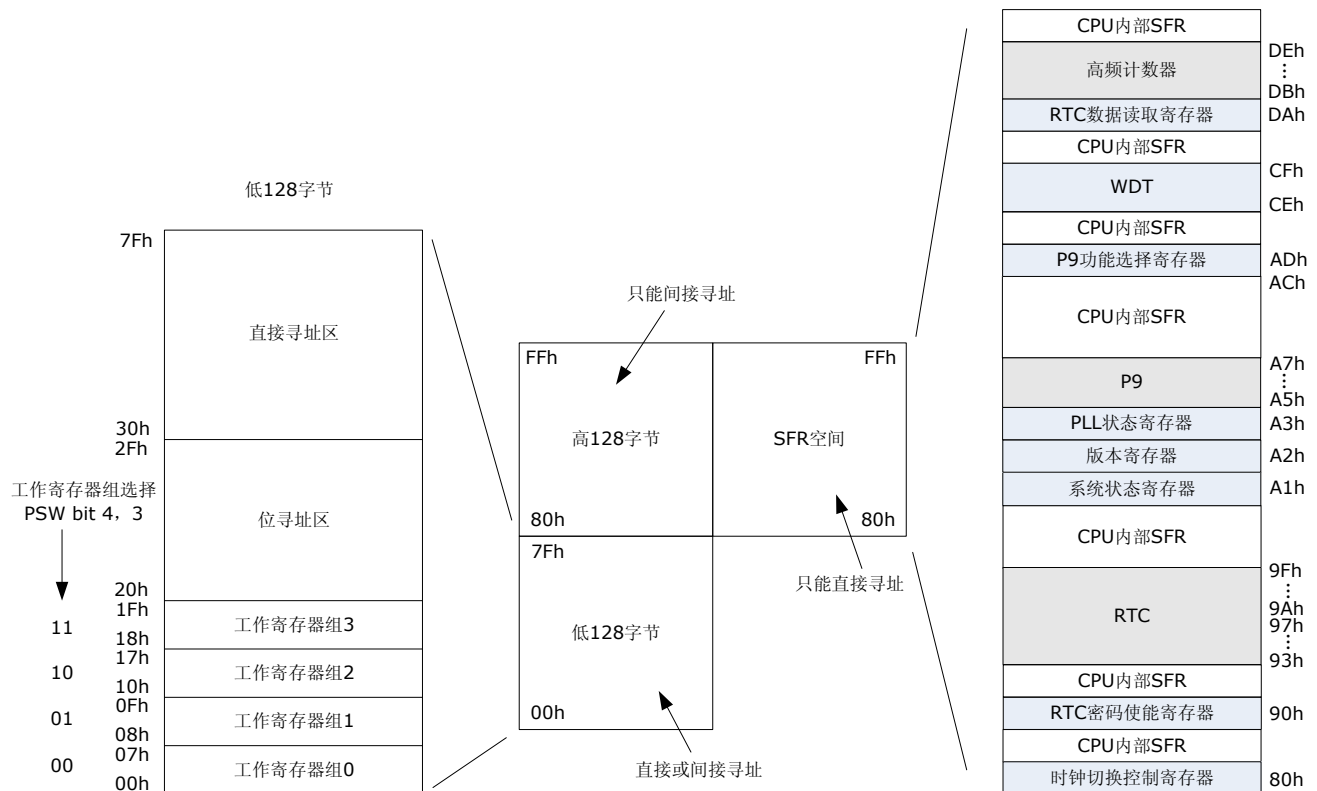 低128字节
7Fh
直接寻址区
30h
2Fh
位寻址区
20h
工作寄存器组选择
PSW bit 4，3
11
1Fh
工作寄存器组3
18h
10
17h
工作寄存器组2
10h
01
0Fh
工作寄存器组1
08h
00
07h
工作寄存器组0
00h
只能间接寻址
FFh
高128字节
80h
FFh
SFR空间
80h
只能直接寻址
7Fh
低128字节
00h
直接或间接寻址
CPU内部SFR
高频计数器
DEh
⋮
DBh
RTC数据读取寄存器
DAh
CPU内部SFR
WDT
CFh
CEh
CPU内部SFR
P9功能选择寄存器
ADh
ACh
CPU内部SFR
P9
A7h
⋮
A5h
PLL状态寄存器
A3h
版本寄存器
A2h
系统状态寄存器
A1h
CPU内部SFR
RTC
9Fh
⋮
9Ah
97h
⋮
93h
CPU内部SFR
RTC密码使能寄存器
90h
CPU内部SFR
时钟切换控制寄存器
80h